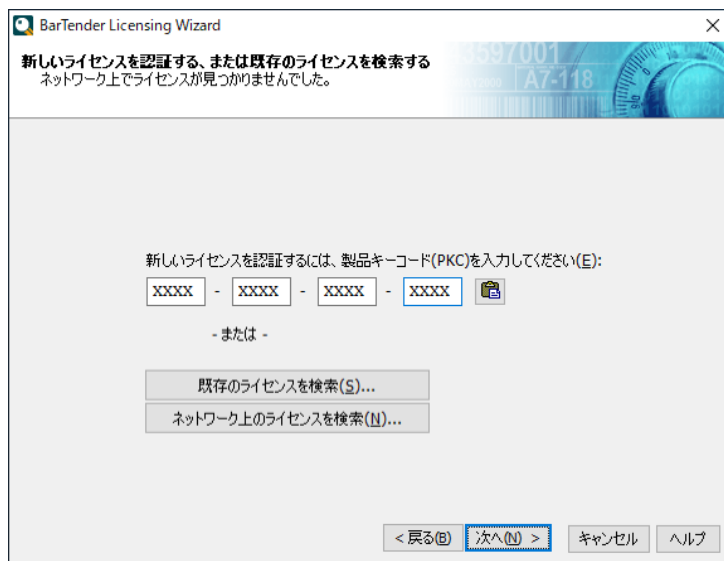 BarTender Licensing Wizard
新しいライセンスを認証する、または既存のライセンスを検索する
ネットワーク上でライセンスが見つかりませんでした。
3597001
A7-118
新しいライセンスを認証するには、製品キーコード(PKC)を入力してください(E):
XXXX - XXXX - XXXX - XXXX
- または -
既存のライセンスを検索(S)...
ネットワーク上のライセンスを検索(N)...
< 戻る(B) 次へ(N) > キャンセル ヘルプ